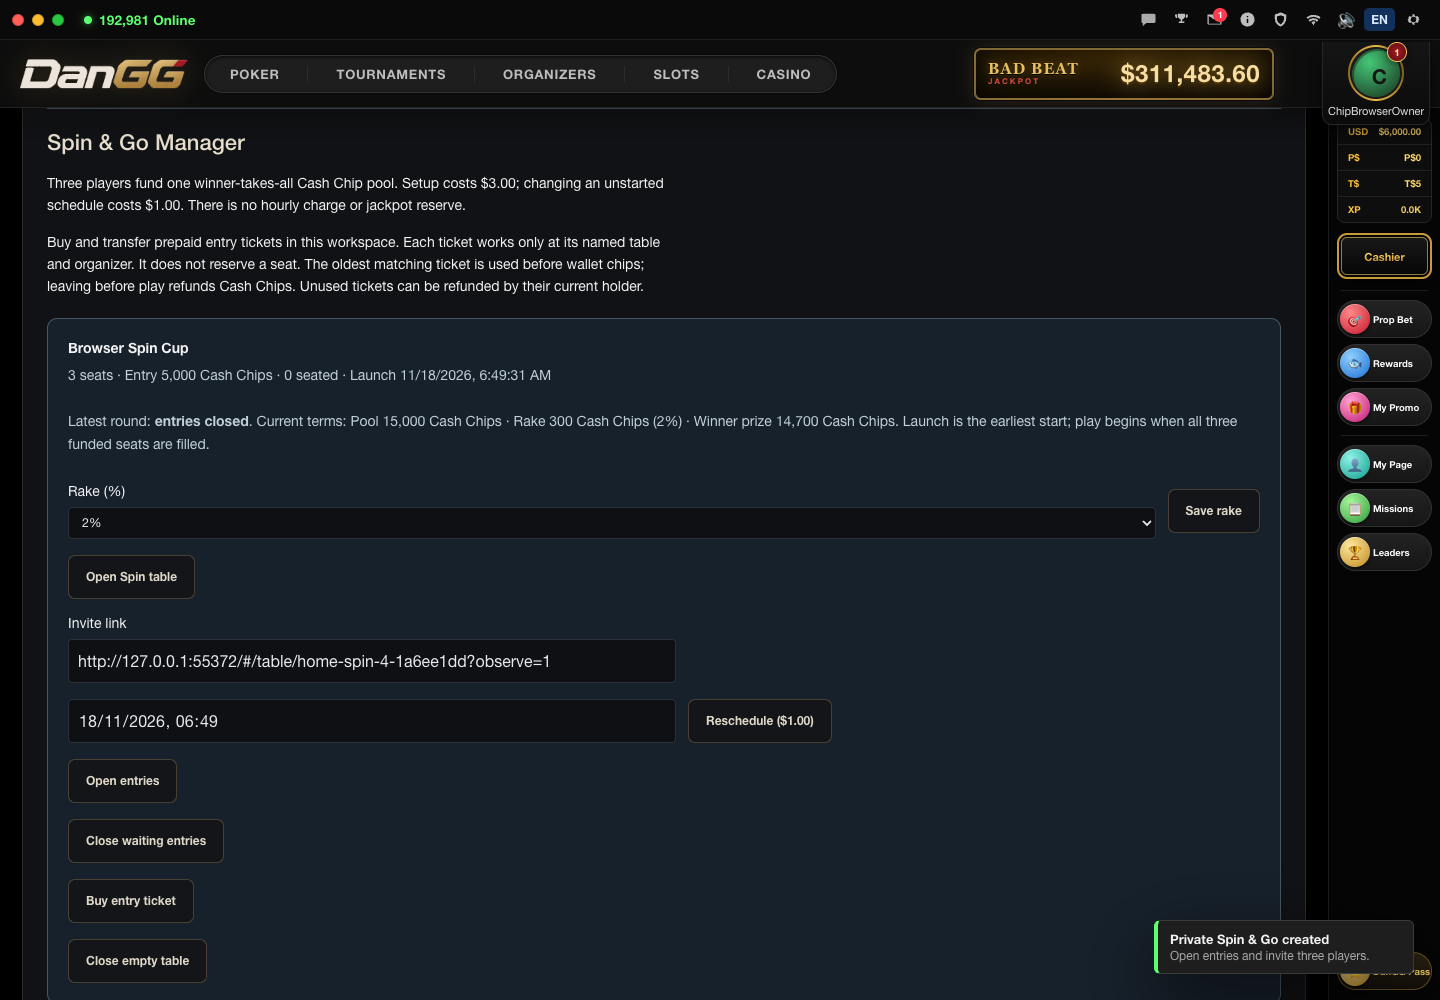 192,981 Online
1
EN
DanGG
POKER
TOURNAMENTS
ORGANIZERS
SLOTS
CASINO
BAD BEAT
JACKPOT
$311,483.60
C
1
ChipBrowserOwner
USD $6,000.00
P$ P$0
T$ T$5
XP 0.0K
Cashier
Prop Bet
Rewards
My Promo
My Page
Missions
Leaders
Spin & Go Manager
Three players fund one winner-takes-all Cash Chip pool. Setup costs $3.00; changing an unstarted
schedule costs $1.00. There is no hourly charge or jackpot reserve.
Buy and transfer prepaid entry tickets in this workspace. Each ticket works only at its named table
and organizer. It does not reserve a seat. The oldest matching ticket is used before wallet chips;
leaving before play refunds Cash Chips. Unused tickets can be refunded by their current holder.
Browser Spin Cup
3 seats · Entry 5,000 Cash Chips · 0 seated · Launch 11/18/2026, 6:49:31 AM
Latest round: entries closed. Current terms: Pool 15,000 Cash Chips · Rake 300 Cash Chips (2%) · Winner prize 14,700 Cash Chips. Launch is the earliest start; play begins when all three
funded seats are filled.
Rake (%)
2%
Save rake
Open Spin table
Invite link
http://127.0.0.1:55372/#/table/home-spin-4-1a6ee1dd?observe=1
18/11/2026, 06:49
Reschedule ($1.00)
Open entries
Close waiting entries
Buy entry ticket
Close empty table
Private Spin & Go created
Open entries and invite three players.
Pass